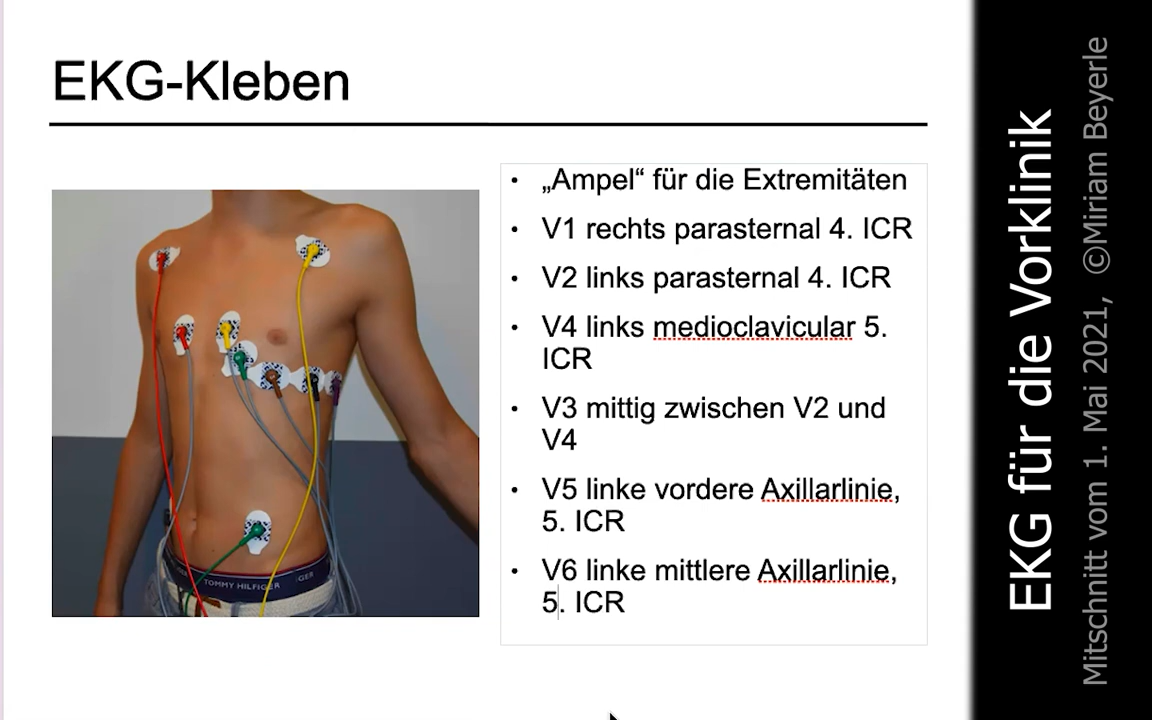 EKG-Kleben
„Ampel“ für die Extremitäten
V1 rechts parasternal 4. ICR
V2 links parasternal 4. ICR
V4 links medioclavicular 5.
ICR
V3 mittig zwischen V2 und
V4
V5 linke vordere Axillarlinie,
5. ICR
V6 linke mittlere Axillarlinie,
5. ICR
TOMMY HILFIGER
GER
EKG für die Vorklinik
Mitschnitt vom 1. Mai 2021, ©Miriam Beyerle